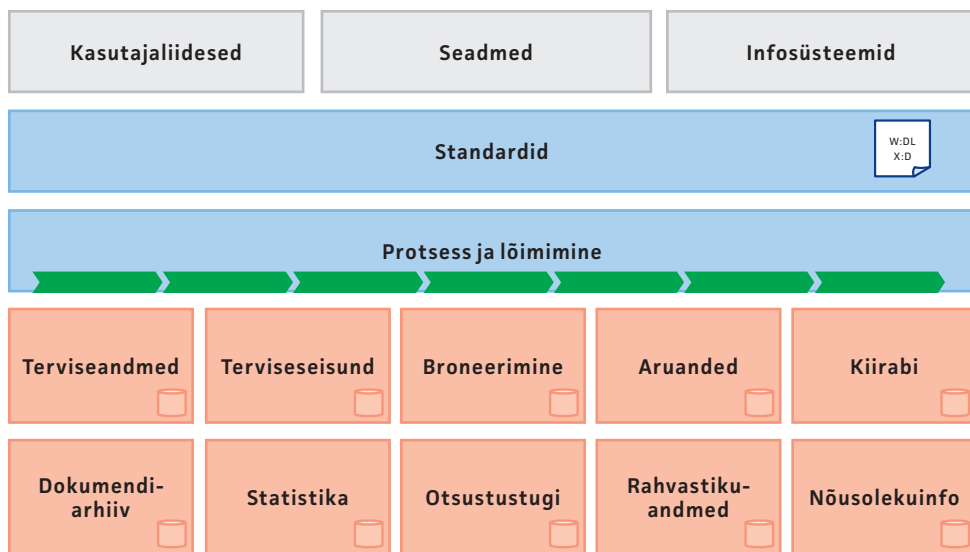 Kasutajaliidesed
Seadmed
Infosüsteemid
Standardid
W:DL
X:D
Protsess ja lõimimine
Terviseandmed
Terviseseisund
Broneerimine
Aruanded
Kiirabi
Dokumendi-
arhiiv
Statistika
Otsustustugi
Rahvastiku-
andmed
Nõusolekuinfo